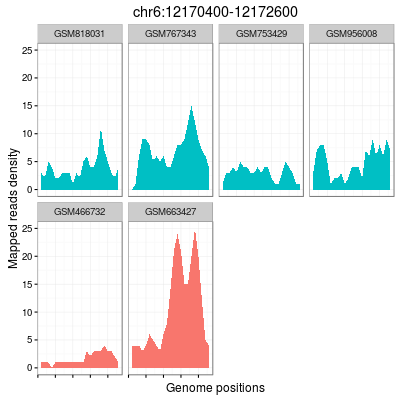 chr6:12170400-12172600
GSM818031 GSM767343 GSM753429 GSM956008
25
20
15
10
5
0
GSM466732 GSM663427
25
20
15
10
5
0
Mapped reads density
Genome positions